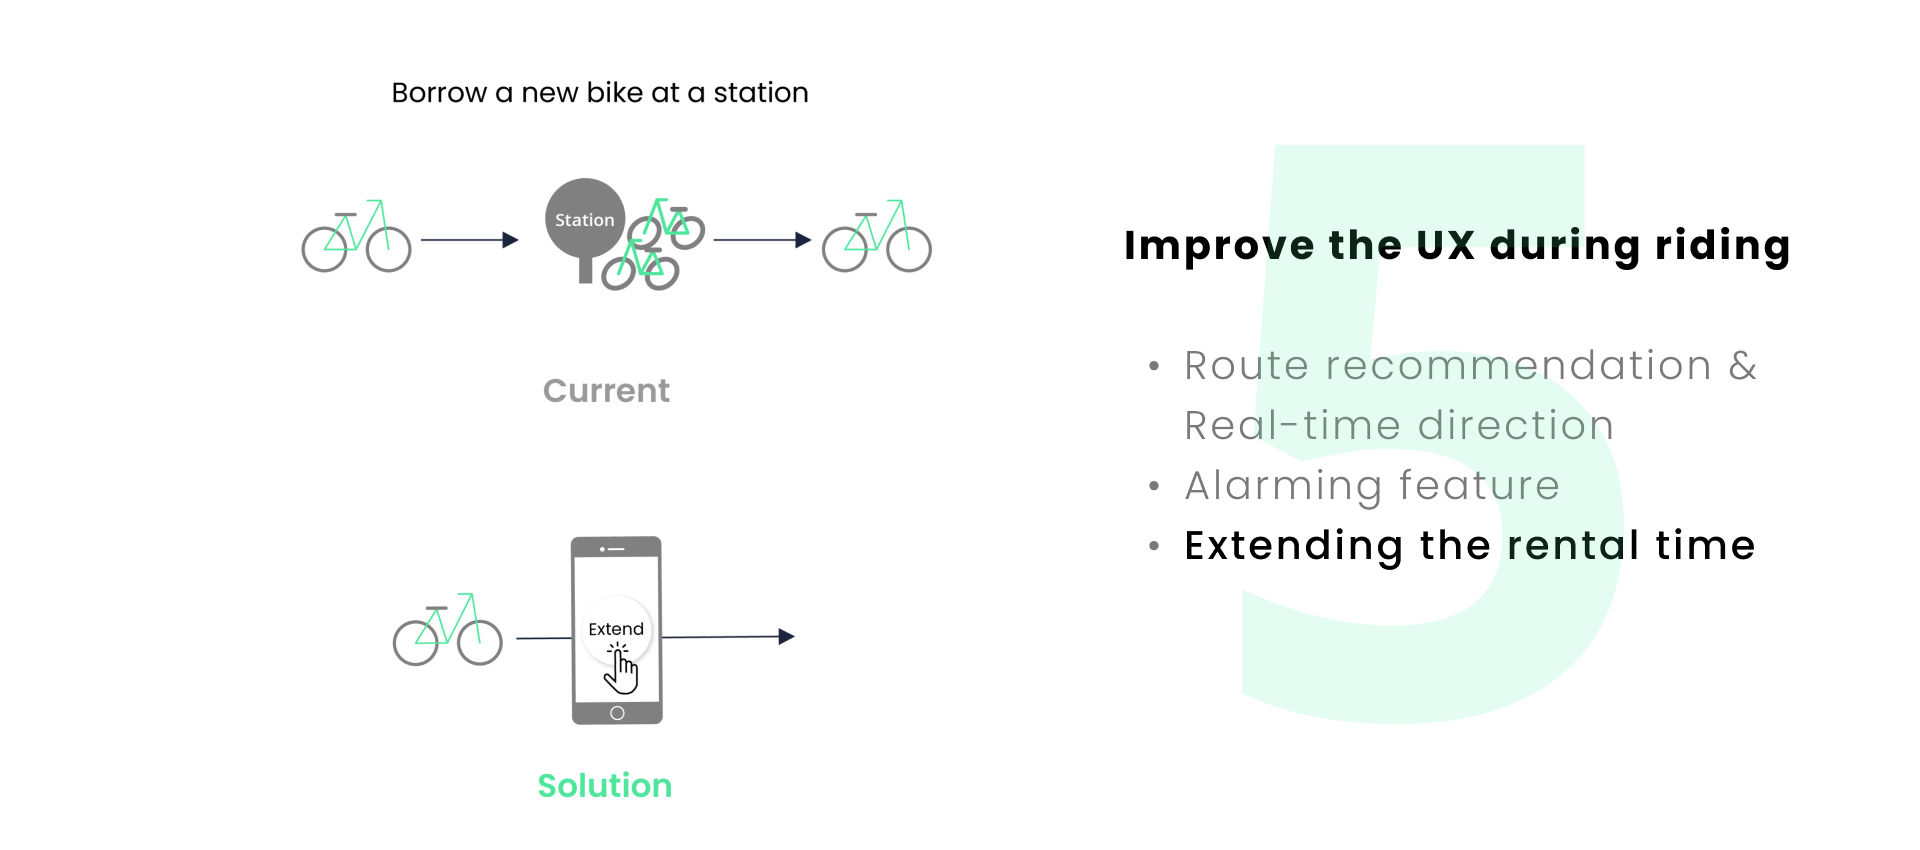 Borrow a new bike at a station
Station
Current
Extend
Solution
5
Improve the UX during riding
• Route recommendation &
Real-time direction
• Alarming feature
• Extending the rental time